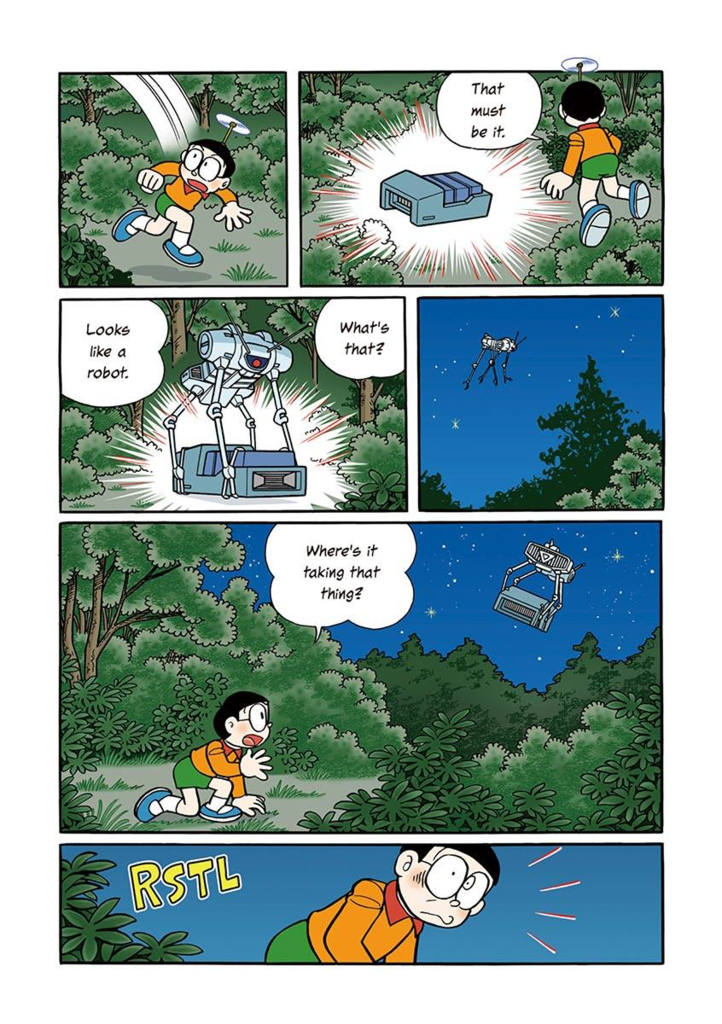 That
must
be it.
Looks
like a
robot.
What's
that?
Where's it
taking that
thing?
RSTL